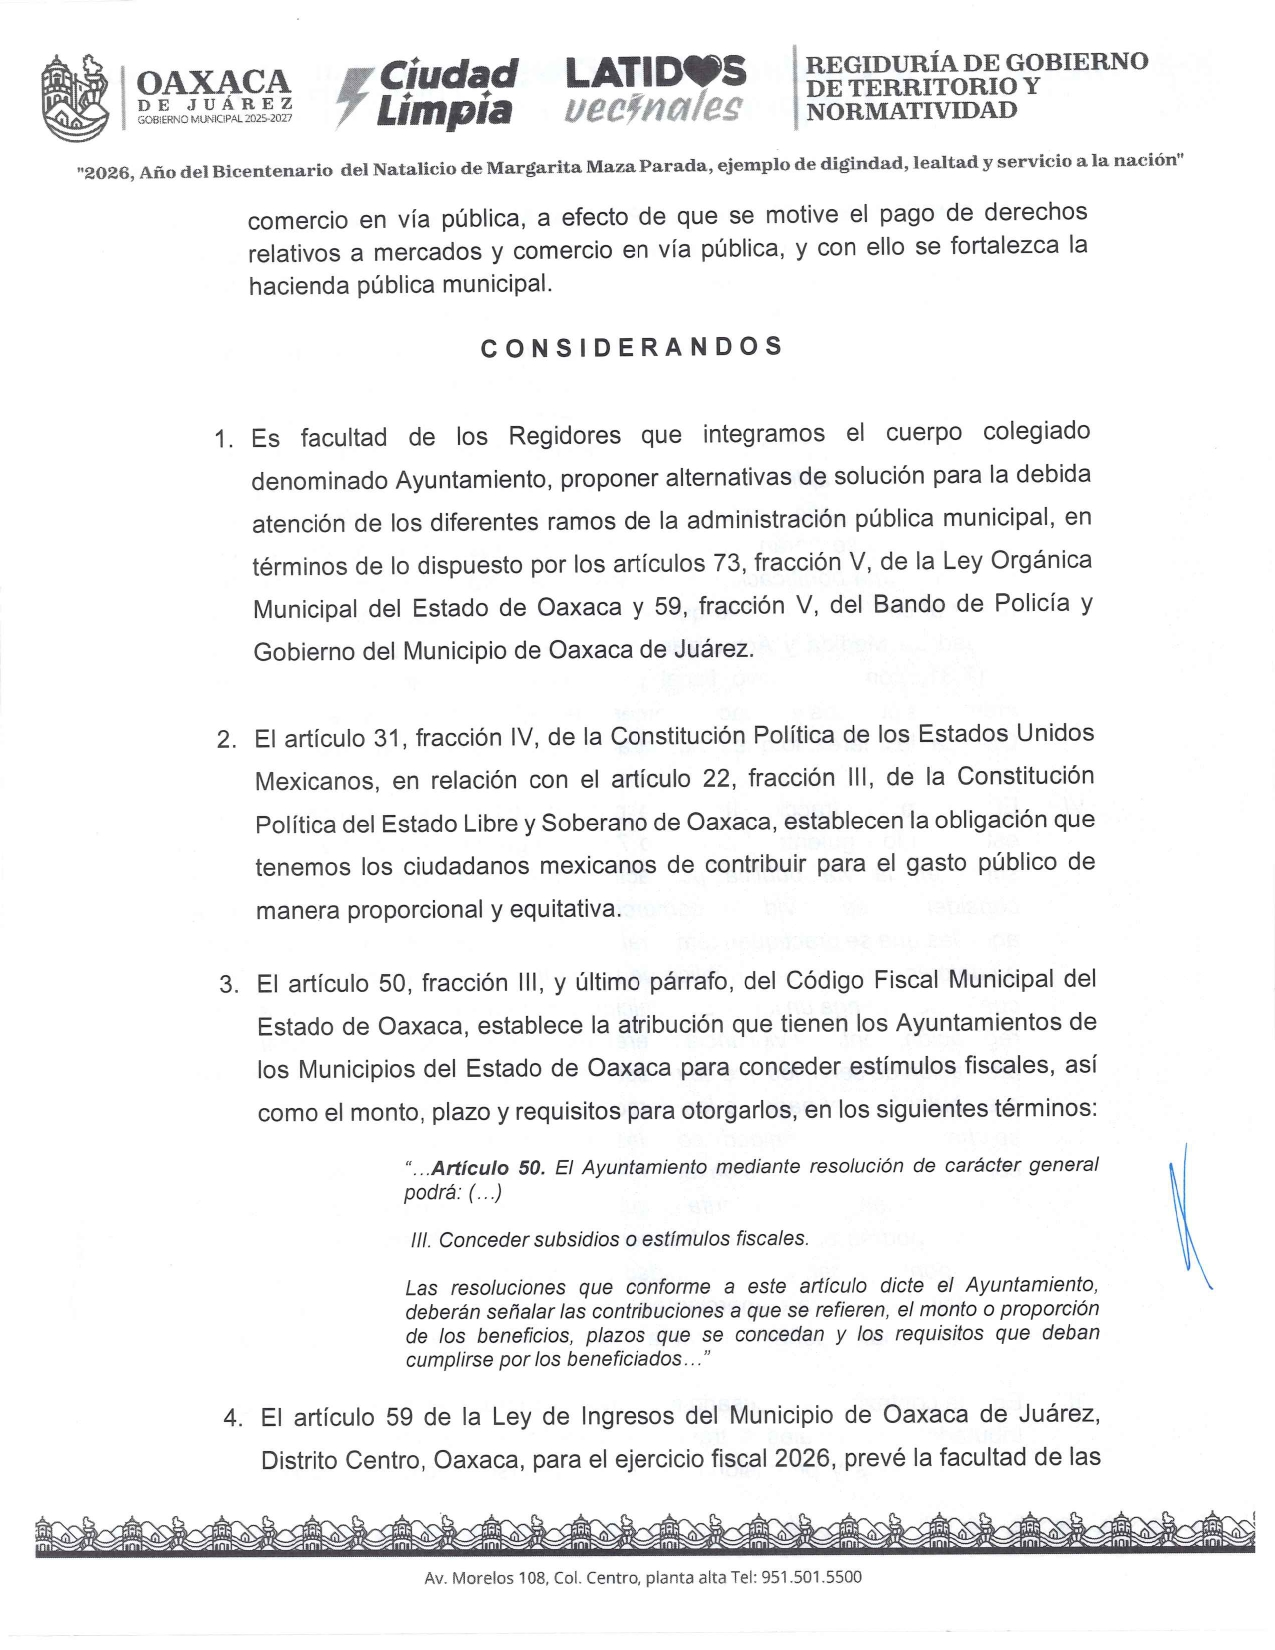 OAXACA
DE JUÁREZ
GOBIERNO MUNICIPAL 2025-2027
Ciudad
Limpia
LATIDOS
vecinales
REGIDURÍA DE GOBIERNO
DE TERRITORIO Y
NORMATIVIDAD
"2026, Año del Bicentenario del Natalicio de Margarita Maza Parada, ejemplo de digindad, lealtad y servicio a la nación"
comercio en vía pública, a efecto de que se motive el pago de derechos
relativos a mercados y comercio en vía pública, y con ello se fortalezca la
hacienda pública municipal.
C O N S I D E R A N D O S
1. Es facultad de los Regidores que integramos el cuerpo colegiado
denominado Ayuntamiento, proponer alternativas de solución para la debida
atención de los diferentes ramos de la administración pública municipal, en
términos de lo dispuesto por los artículos 73, fracción V, de la Ley Orgánica
Municipal del Estado de Oaxaca y 59, fracción V, del Bando de Policía y
Gobierno del Municipio de Oaxaca de Juárez.
2. El artículo 31, fracción IV, de la Constitución Política de los Estados Unidos
Mexicanos, en relación con el artículo 22, fracción III, de la Constitución
Política del Estado Libre y Soberano de Oaxaca, establecen la obligación que
tenemos los ciudadanos mexicanos de contribuir para el gasto público de
manera proporcional y equitativa.
3. El artículo 50, fracción III, y último párrafo, del Código Fiscal Municipal del
Estado de Oaxaca, establece la atribución que tienen los Ayuntamientos de
los Municipios del Estado de Oaxaca para conceder estímulos fiscales, así
como el monto, plazo y requisitos para otorgarlos, en los siguientes términos:
“...Artículo 50. El Ayuntamiento mediante resolución de carácter general
podrá: (...)
III. Conceder subsidios o estímulos fiscales.
Las resoluciones que conforme a este artículo dicte el Ayuntamiento,
deberán señalar las contribuciones a que se refieren, el monto o proporción
de los beneficios, plazos que se concedan y los requisitos que deban
cumplirse por los beneficiados...”
4. El artículo 59 de la Ley de Ingresos del Municipio de Oaxaca de Juárez,
Distrito Centro, Oaxaca, para el ejercicio fiscal 2026, prevé la facultad de las
Av. Morelos 108, Col. Centro, planta alta Tel: 951.501.5500